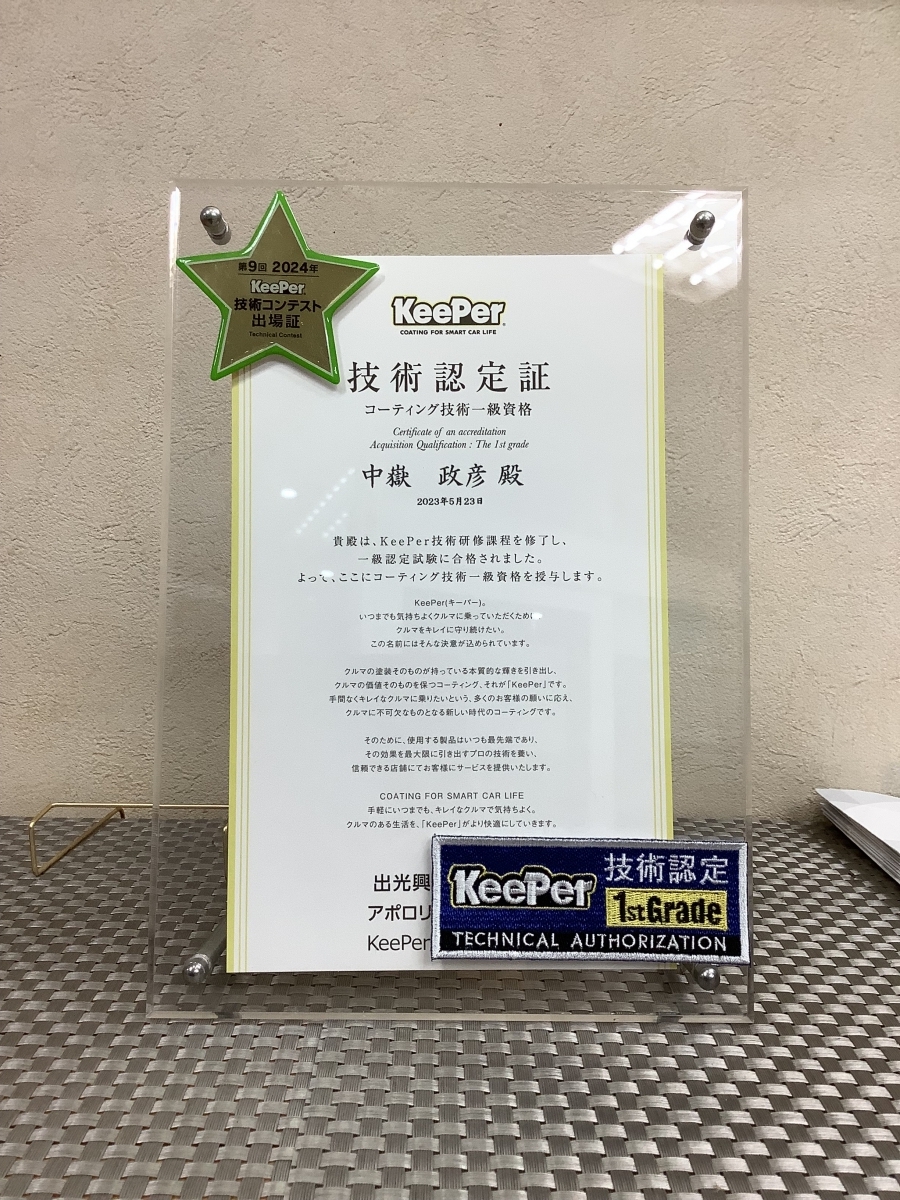 第9回 2024年
KeePer
技術コンテスト
出場証
Technical Contest
KeePer
COATING FOR SMART CAR LIFE
技術認定証
コーティング技術一級資格
Certificate of an accreditation
Acquisition Qualification : The 1st grade
中嶽 政彦 殿
2023年5月23日
貴殿は、KeePer技術研修課程を修了し、
一級認定試験に合格されました。
よって、ここにコーティング技術一級資格を授与します。
KeePer(キーパー)。
いつまでも気持ちよくクルマに乗っていただくために
クルマをキレイに守り続けたい。
この名前にはそんな決意が込められています。
クルマの塗装そのものが持っている本質的な輝きを引き出し、
クルマの価値そのものを保つコーティング、それが「KeePer」です。
手間なくキレイなクルマに乗りたいという、多くのお客様の願いに応え、
クルマに不可欠なものとなる新しい時代のコーティングです。
そのために、使用する製品はいつも最先端であり、
その効果を最大限に引き出すプロの技術を養い、
信頼できる店舗にてお客様にサービスを提供いたします。
COATING FOR SMART CAR LIFE
手軽にいつまでも、キレイなクルマで気持ちよく。
クルマのある生活を、「KeePer」がより快適にしていきます。
出光興
アポロリ
KeePer
KeePer 技術認定
1st Grade
TECHNICAL AUTHORIZATION